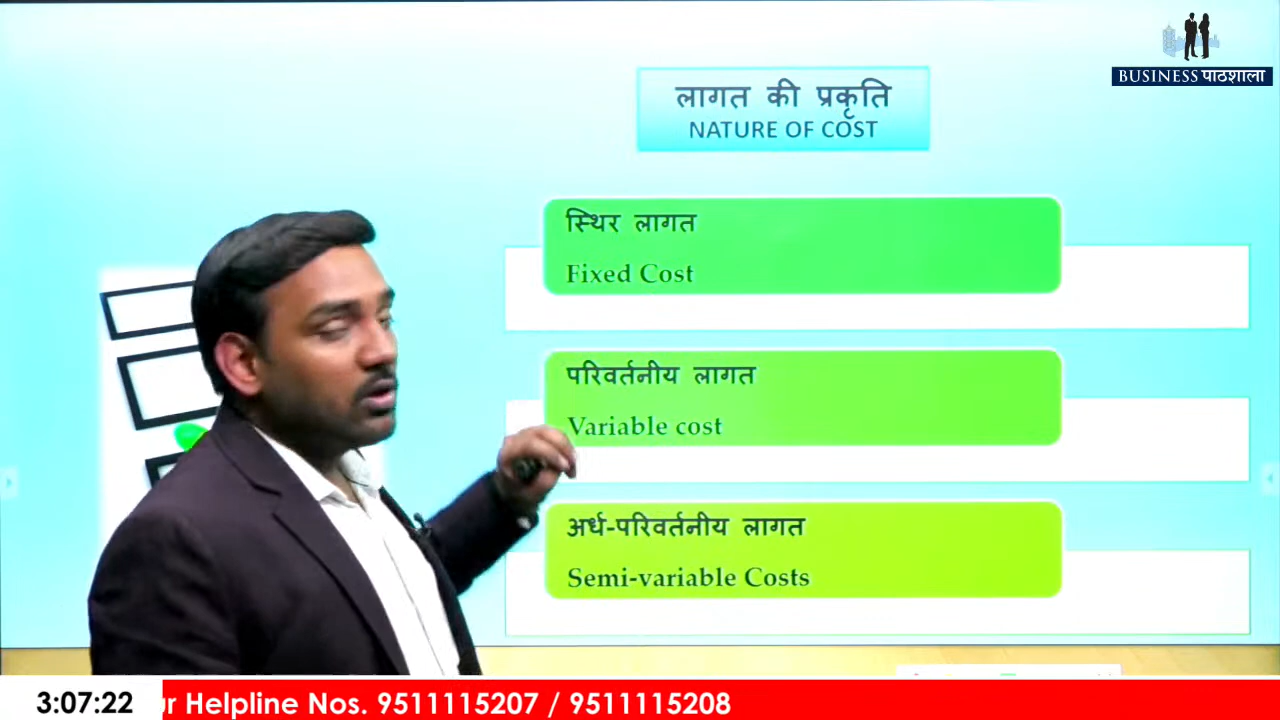 BUSINESS पाठशाला
लागत की प्रकृति
NATURE OF COST
स्थिर लागत
Fixed Cost
परिवर्तनीय लागत
Variable cost
अर्ध-परिवर्तनीय लागत
Semi-variable Costs
3:07:22
Helpline Nos. 9511115207 / 9511115208